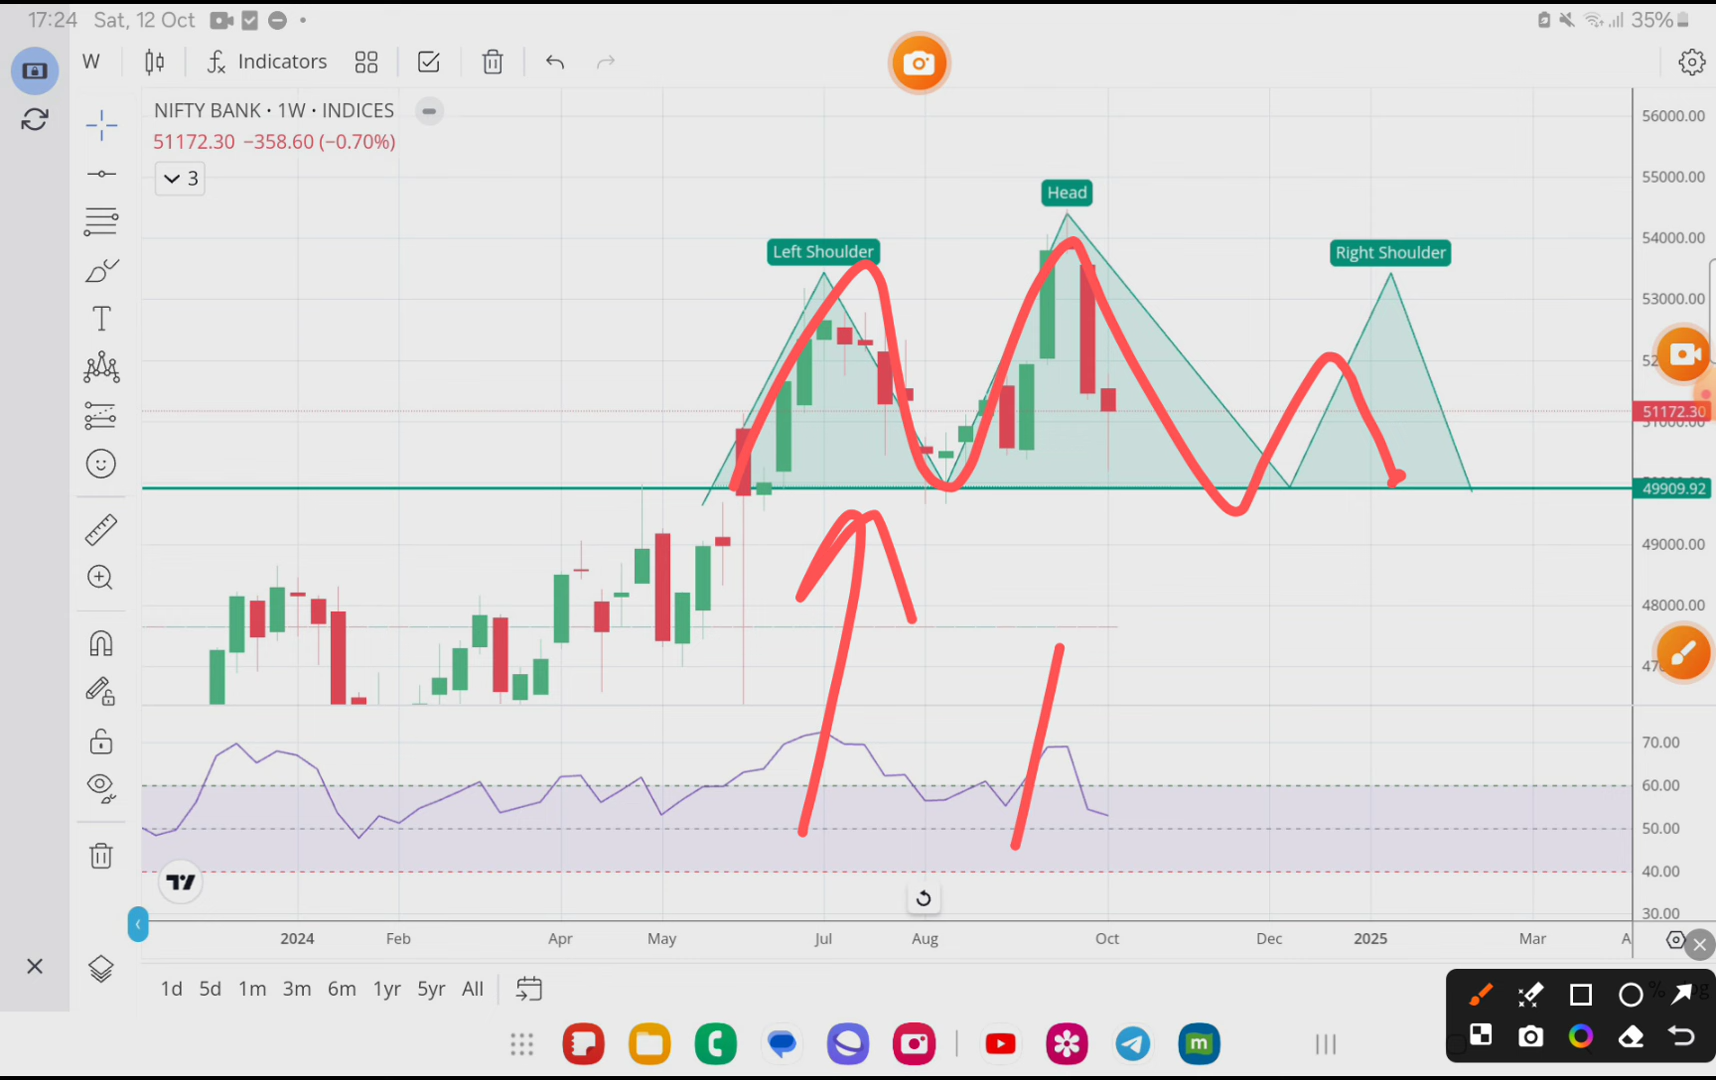 17:24 Sat, 12 Oct
35%
W
Indicators
NIFTY BANK · 1W · INDICES
51172.30 −358.60 (−0.70%)
3
Left Shoulder
Head
Right Shoulder
56000.00
55000.00
54000.00
53000.00
51172.30
51000.00
49909.92
49000.00
48000.00
70.00
60.00
50.00
40.00
30.00
2024 Feb Apr May Jul Aug Oct Dec 2025 Mar A
1d 5d 1m 3m 6m 1yr 5yr All
%
m